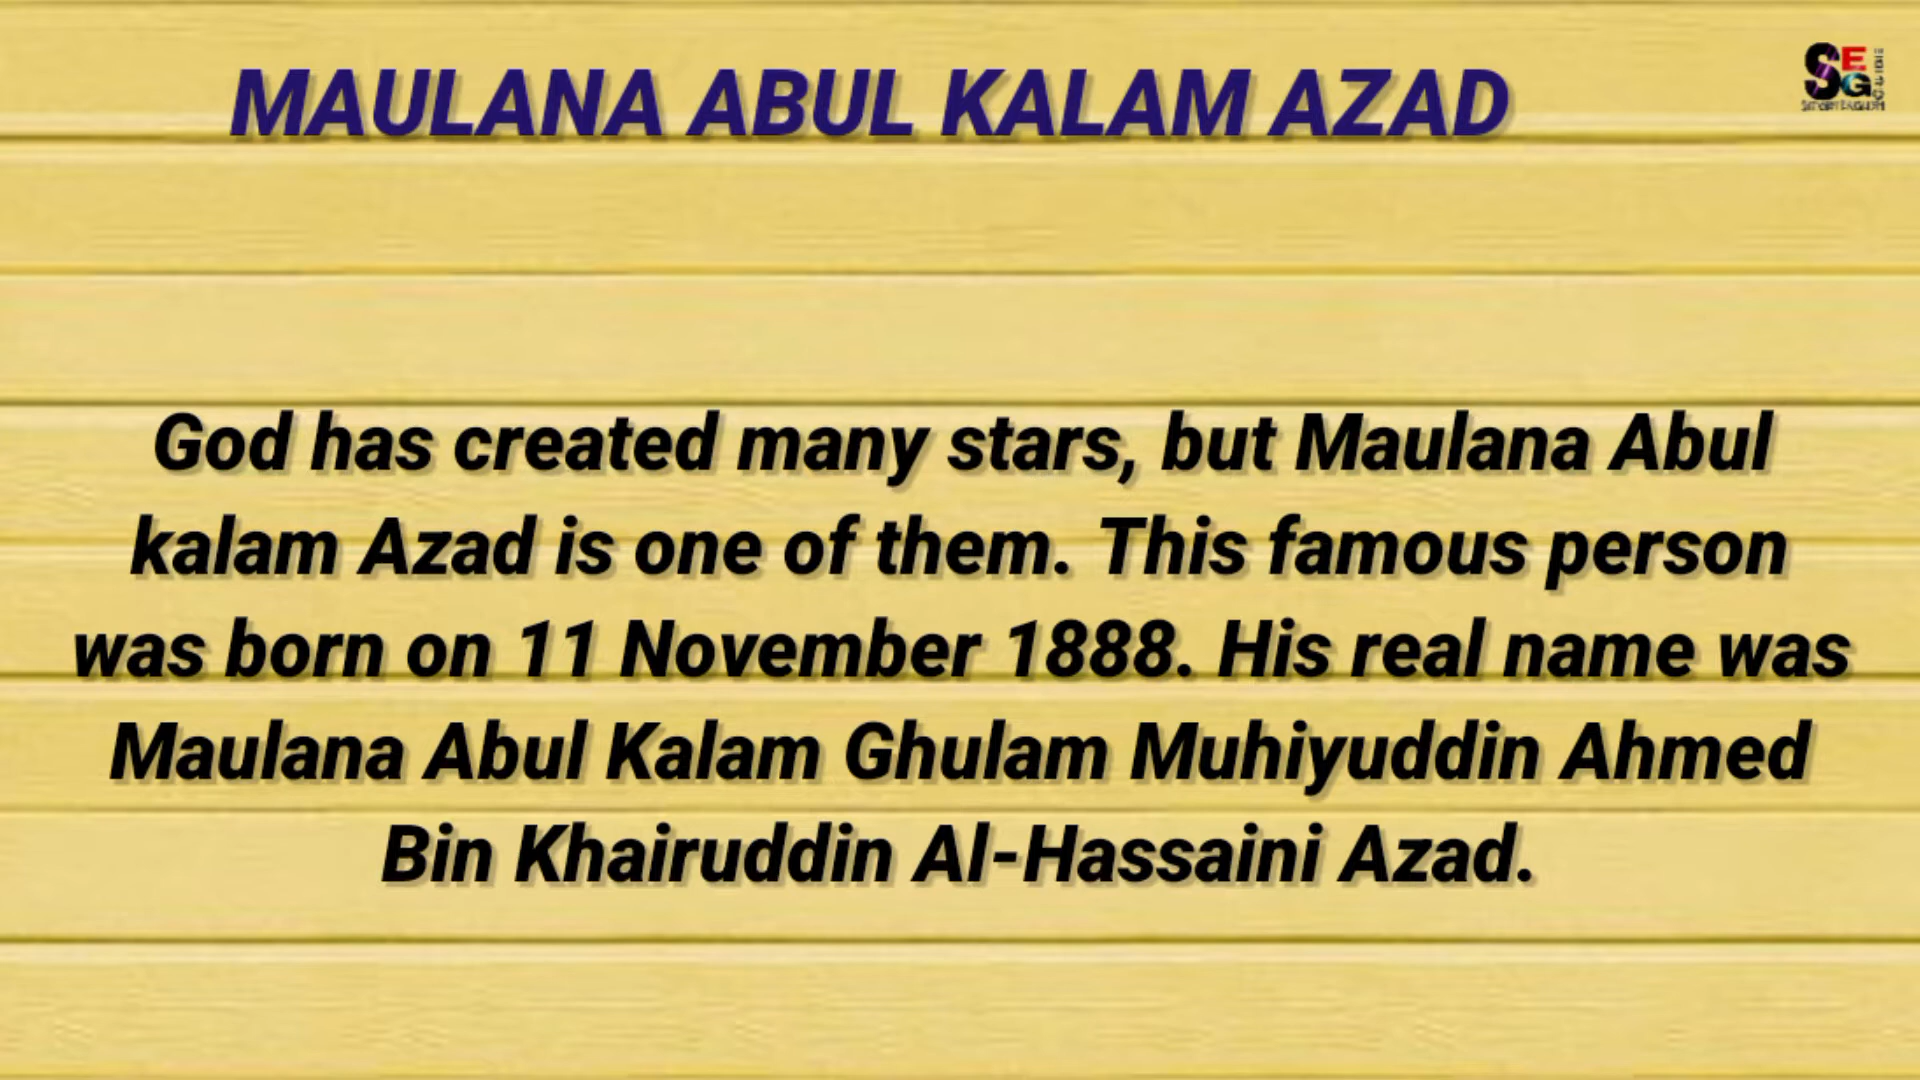 MAULANA ABUL KALAM AZAD
SEG
God has created many stars, but Maulana Abul
kalam Azad is one of them. This famous person
was born on 11 November 1888. His real name was
Maulana Abul Kalam Ghulam Muhiyuddin Ahmed
Bin Khairuddin Al-Hassaini Azad.